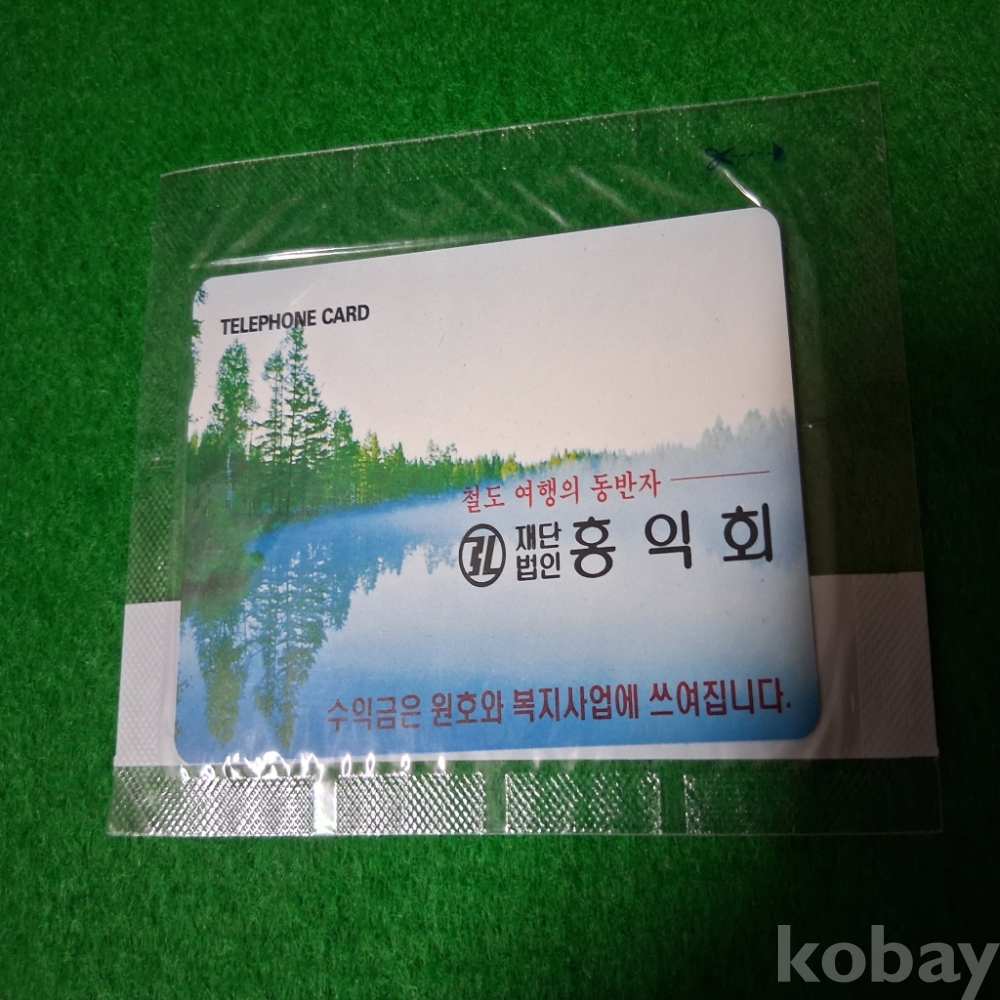 TELEPHONE CARD
철도 여행의 동반자
재단
법인 홍익회
수익금은 원호와 복지사업에 쓰여집니다.
kobay